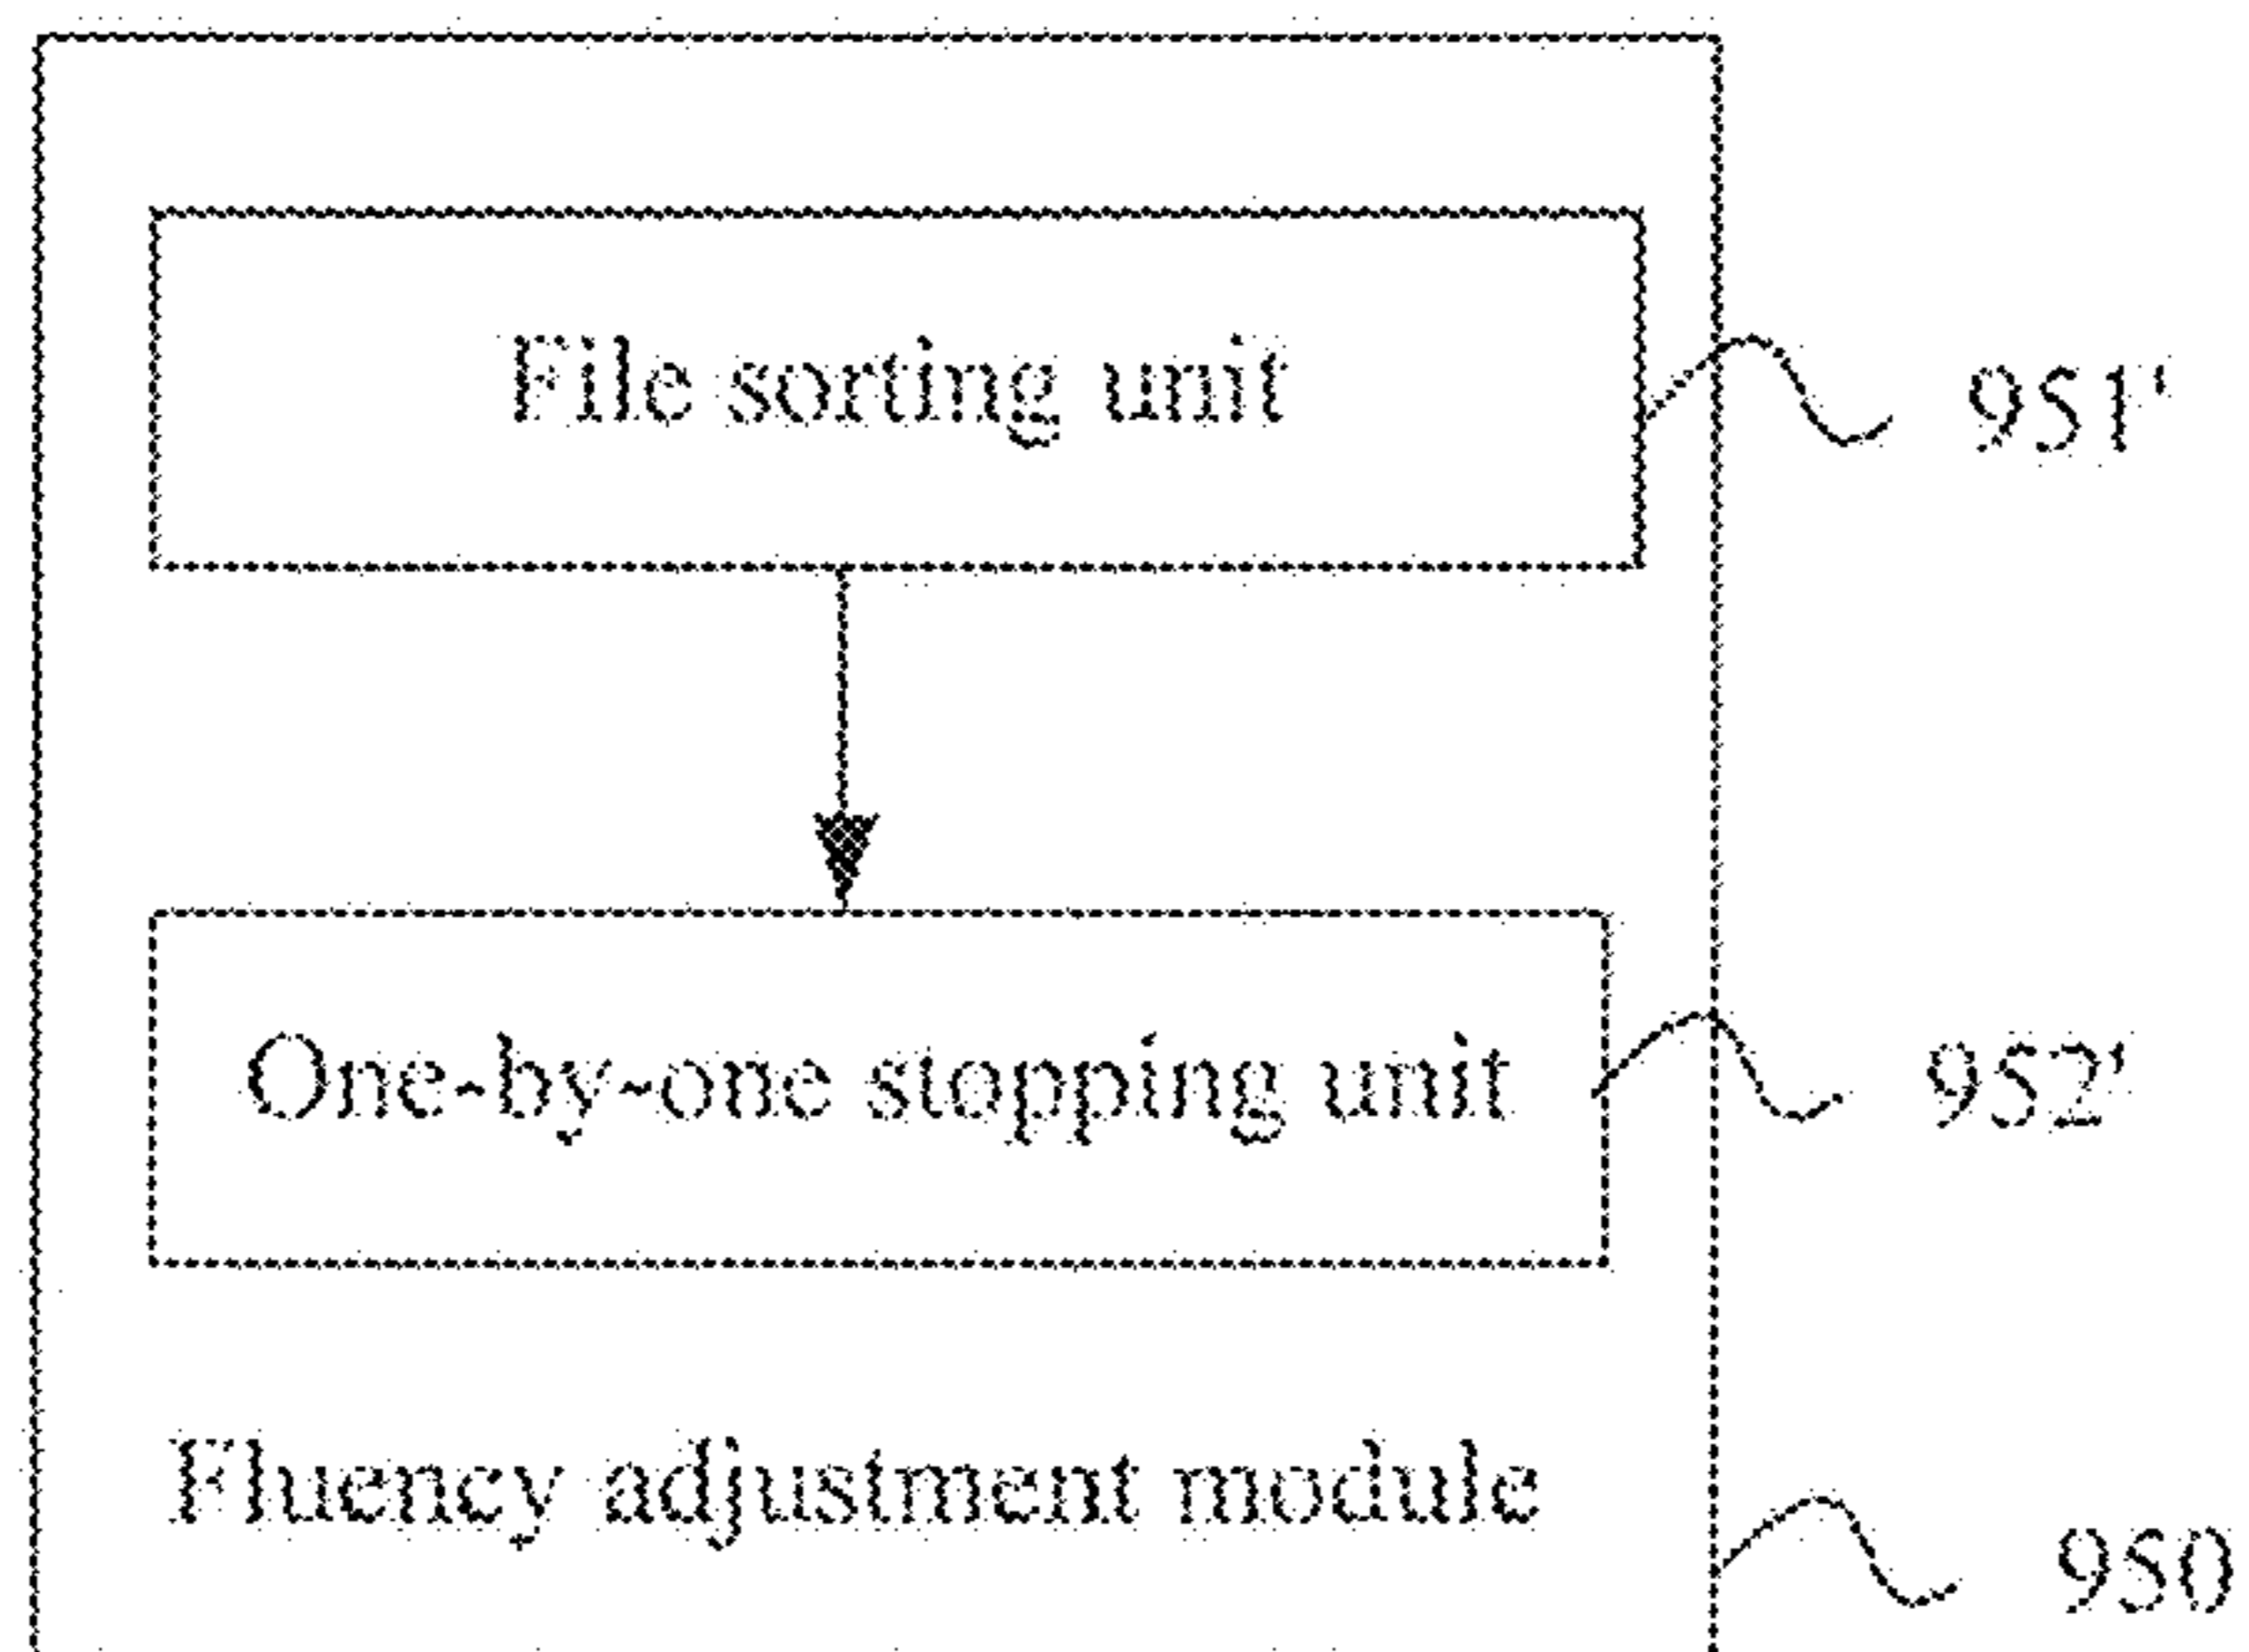 File sorting unit
951'
One-by-one stopping unit
952'
Fluency adjustment module
950